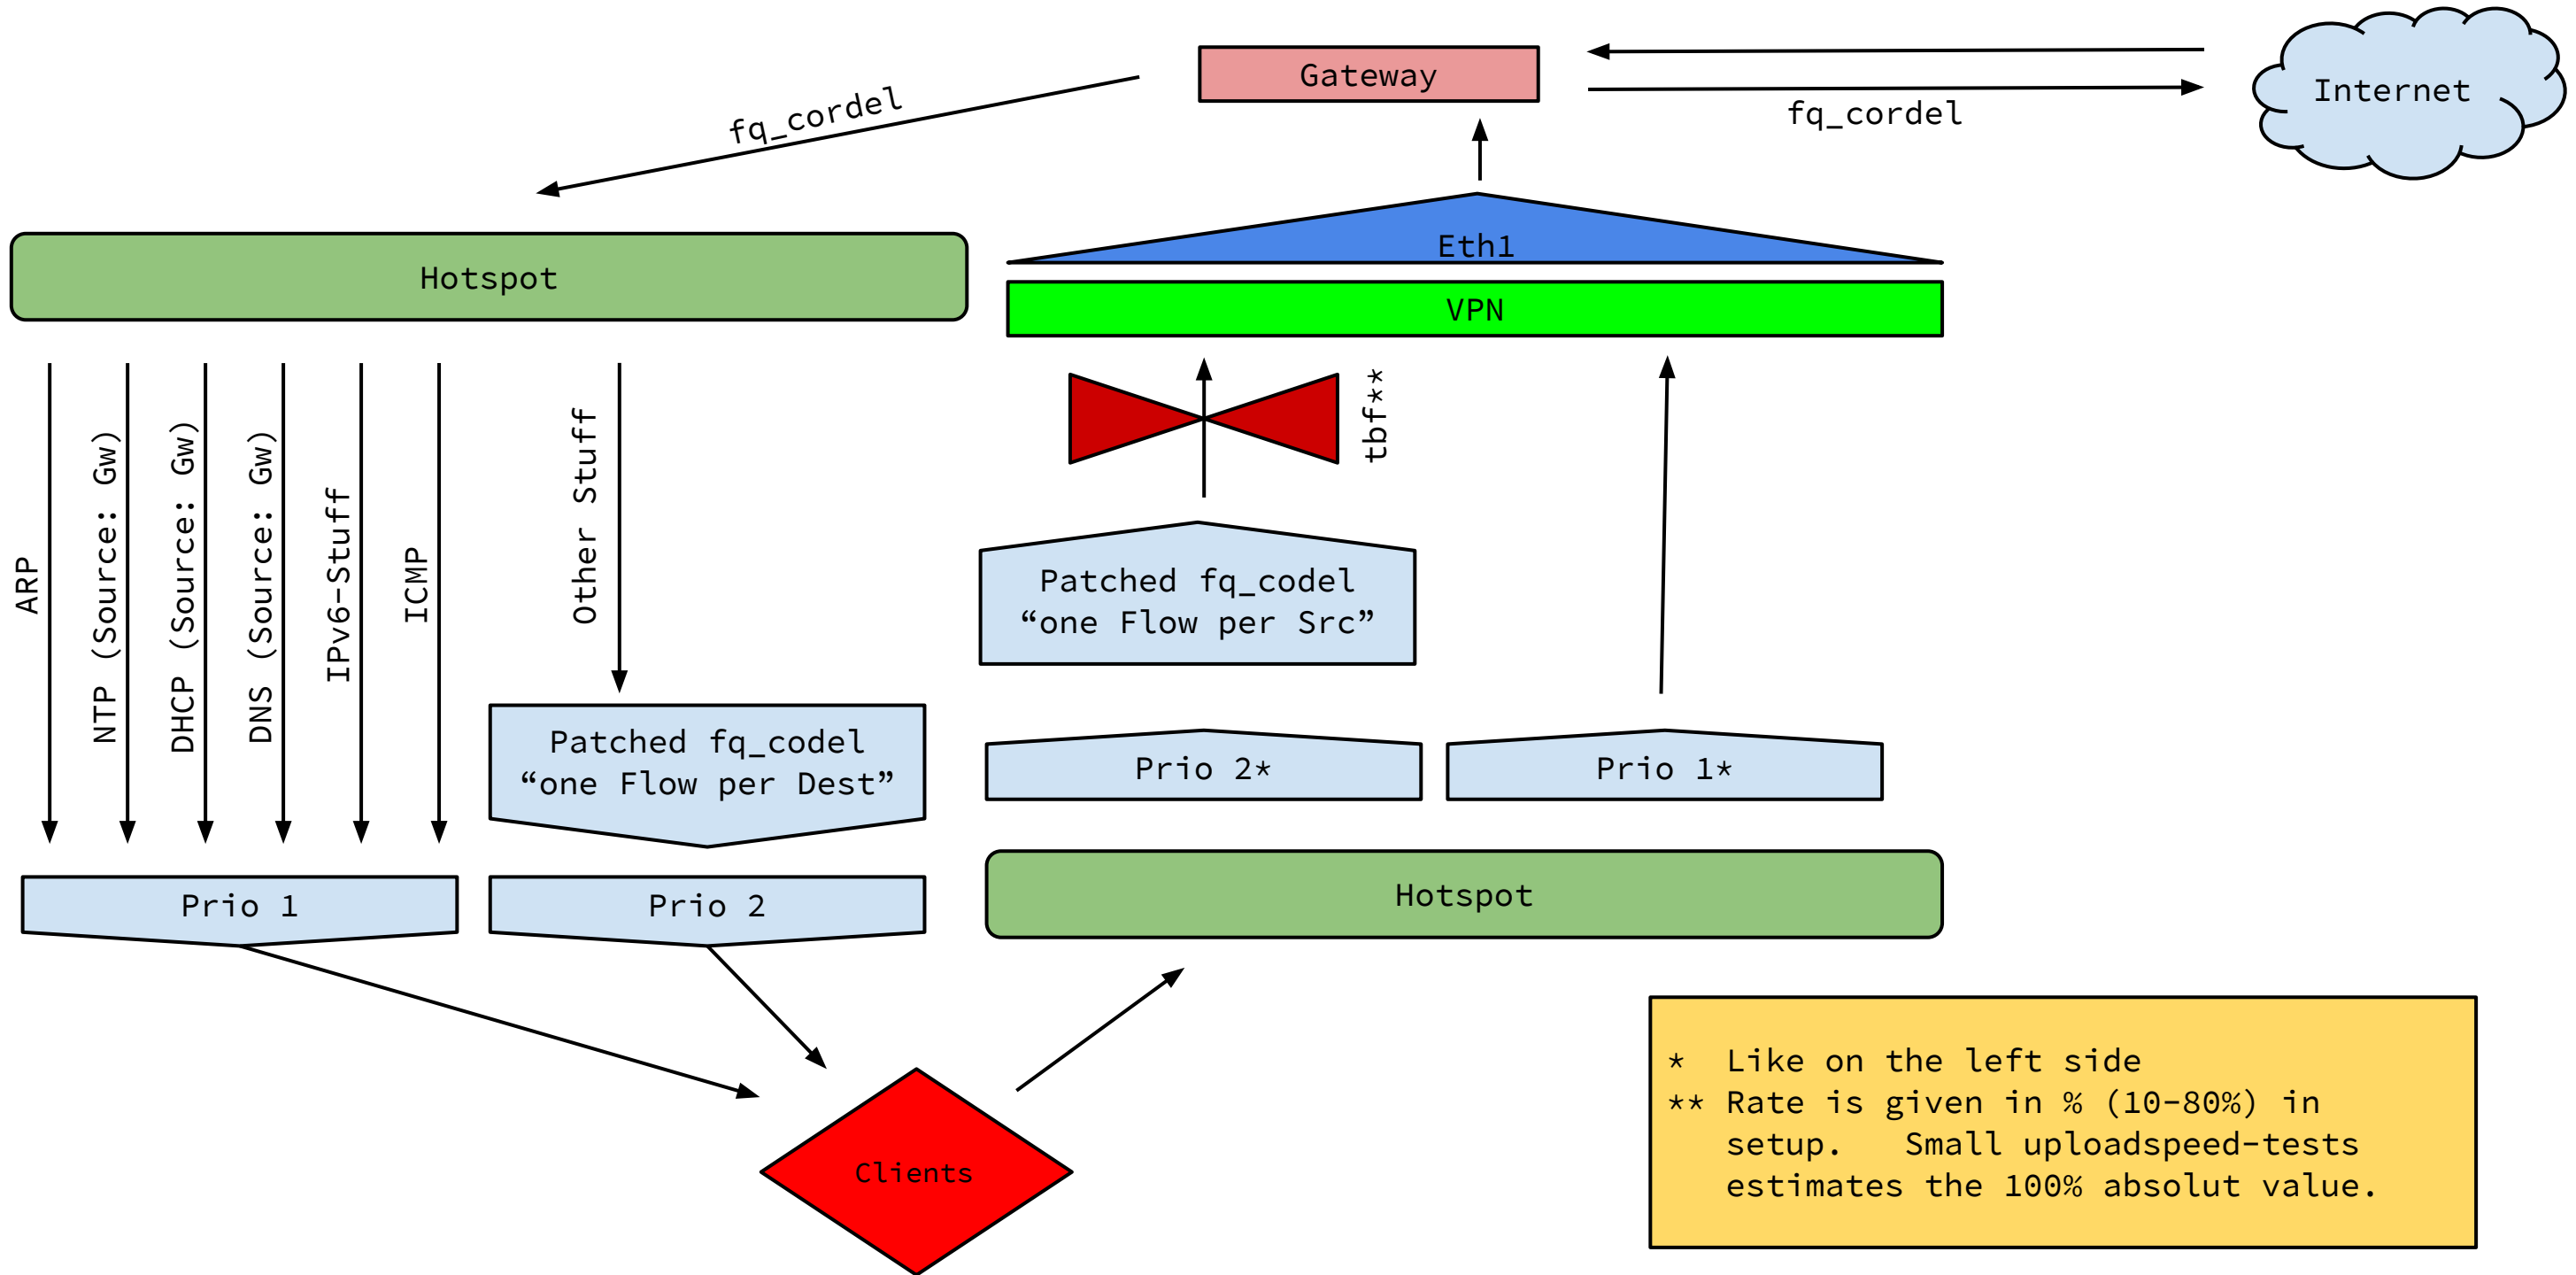 Gateway
Internet
fq_cordel
fq_cordel
Eth1
Hotspot
VPN
ARP
NTP (Source: Gw)
DHCP (Source: Gw)
DNS (Source: Gw)
IPv6-Stuff
ICMP
Other Stuff
tbf**
Patched fq_codel
“one Flow per Src”
Patched fq_codel
“one Flow per Dest”
Prio 2*
Prio 1*
Prio 1
Prio 2
Hotspot
Clients
* Like on the left side
** Rate is given in % (10-80%) in
setup. Small uploadspeed-tests
estimates the 100% absolut value.